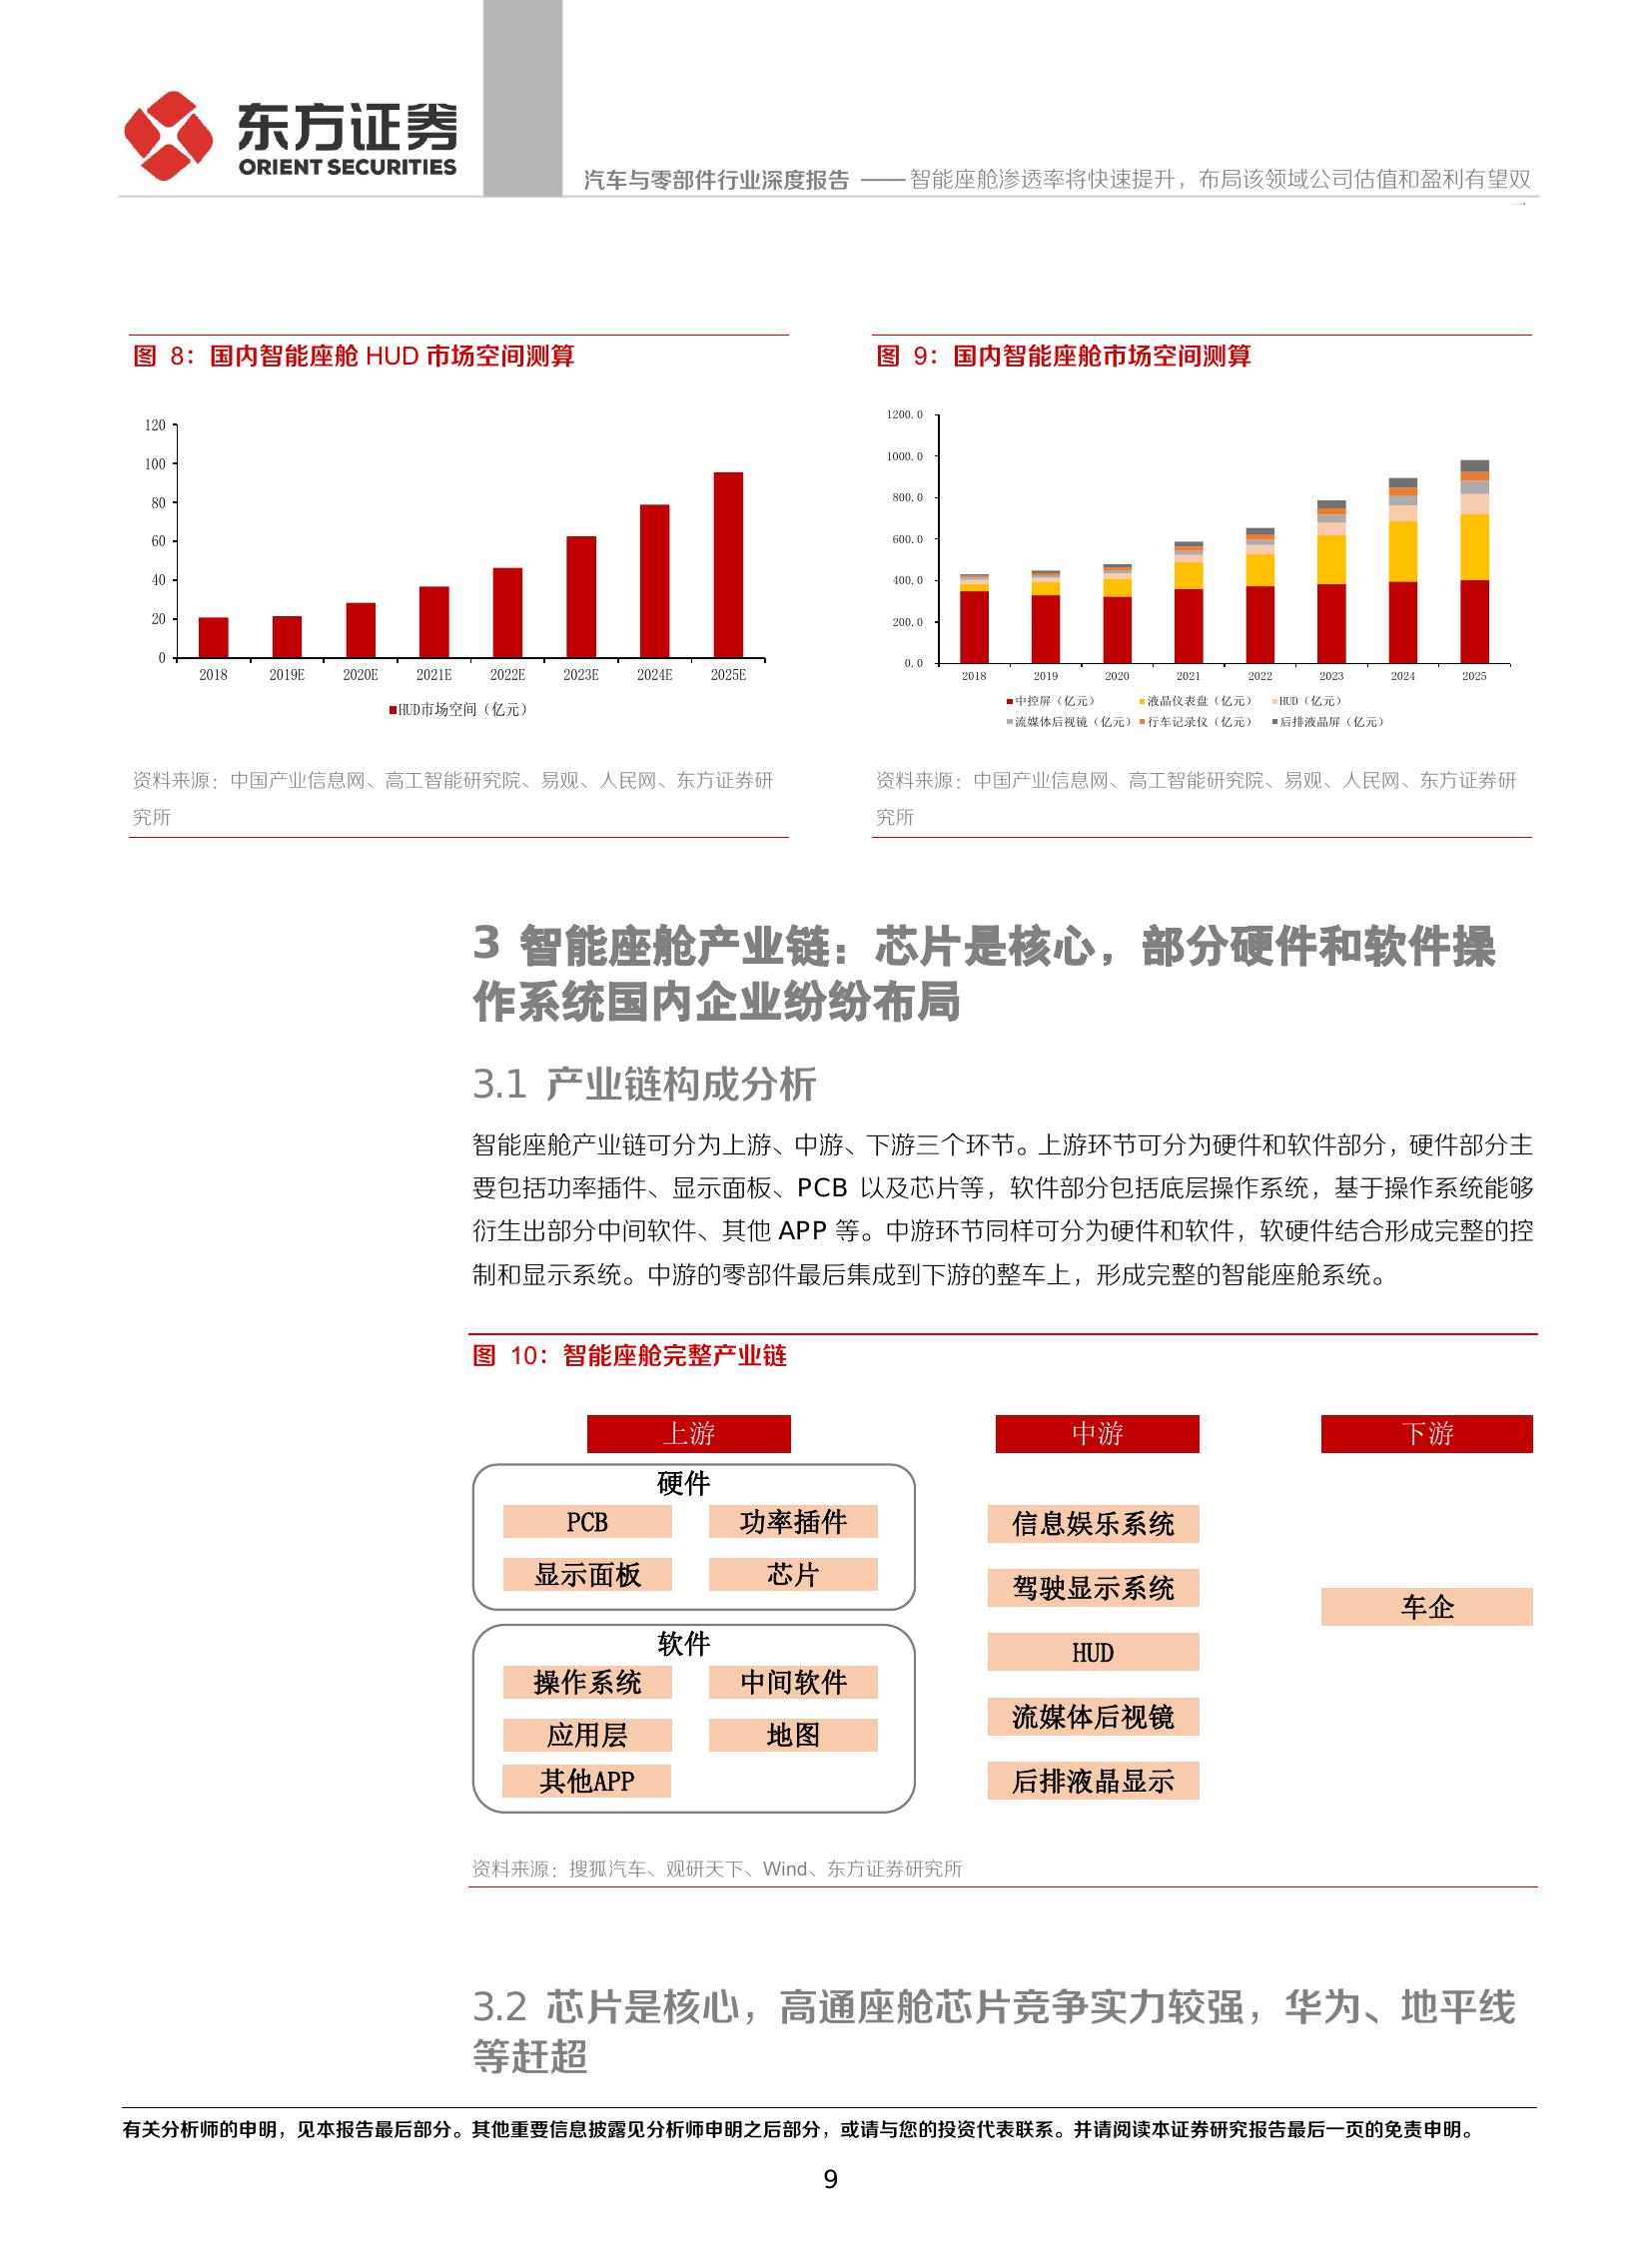 东方证券
ORIENT SECURITIES
汽车与零部件行业深度报告 —— 智能座舱渗透率将快速提升，布局该领域公司估值和盈利有望双
图 8：国内智能座舱 HUD 市场空间测算
120
100
80
60
40
20
0
2018 2019E 2020E 2021E 2022E 2023E 2024E 2025E
HUD市场空间（亿元）
资料来源：中国产业信息网、高工智能研究院、易观、人民网、东方证券研
究所
图 9：国内智能座舱市场空间测算
1200.0
1000.0
800.0
600.0
400.0
200.0
0.0
2018 2019 2020 2021 2022 2023 2024 2025
中控屏（亿元） 液晶仪表盘（亿元） HUD（亿元）
流媒体后视镜（亿元） 行车记录仪（亿元） 后排液晶屏（亿元）
资料来源：中国产业信息网、高工智能研究院、易观、人民网、东方证券研
究所
3 智能座舱产业链：芯片是核心，部分硬件和软件操
作系统国内企业纷纷布局
3.1 产业链构成分析
智能座舱产业链可分为上游、中游、下游三个环节。上游环节可分为硬件和软件部分，硬件部分主
要包括功率插件、显示面板、PCB 以及芯片等，软件部分包括底层操作系统，基于操作系统能够
衍生出部分中间软件、其他 APP 等。中游环节同样可分为硬件和软件，软硬件结合形成完整的控
制和显示系统。中游的零部件最后集成到下游的整车上，形成完整的智能座舱系统。
图 10：智能座舱完整产业链
上游
硬件
PCB 功率插件
显示面板 芯片
软件
操作系统 中间软件
应用层 地图
其他APP
中游
信息娱乐系统
驾驶显示系统
HUD
流媒体后视镜
后排液晶显示
下游
车企
资料来源：搜狐汽车、观研天下、Wind、东方证券研究所
3.2 芯片是核心，高通座舱芯片竞争实力较强，华为、地平线
等赶超
有关分析师的申明，见本报告最后部分。其他重要信息披露见分析师申明之后部分，或请与您的投资代表联系。并请阅读本证券研究报告最后一页的免责申明。
9